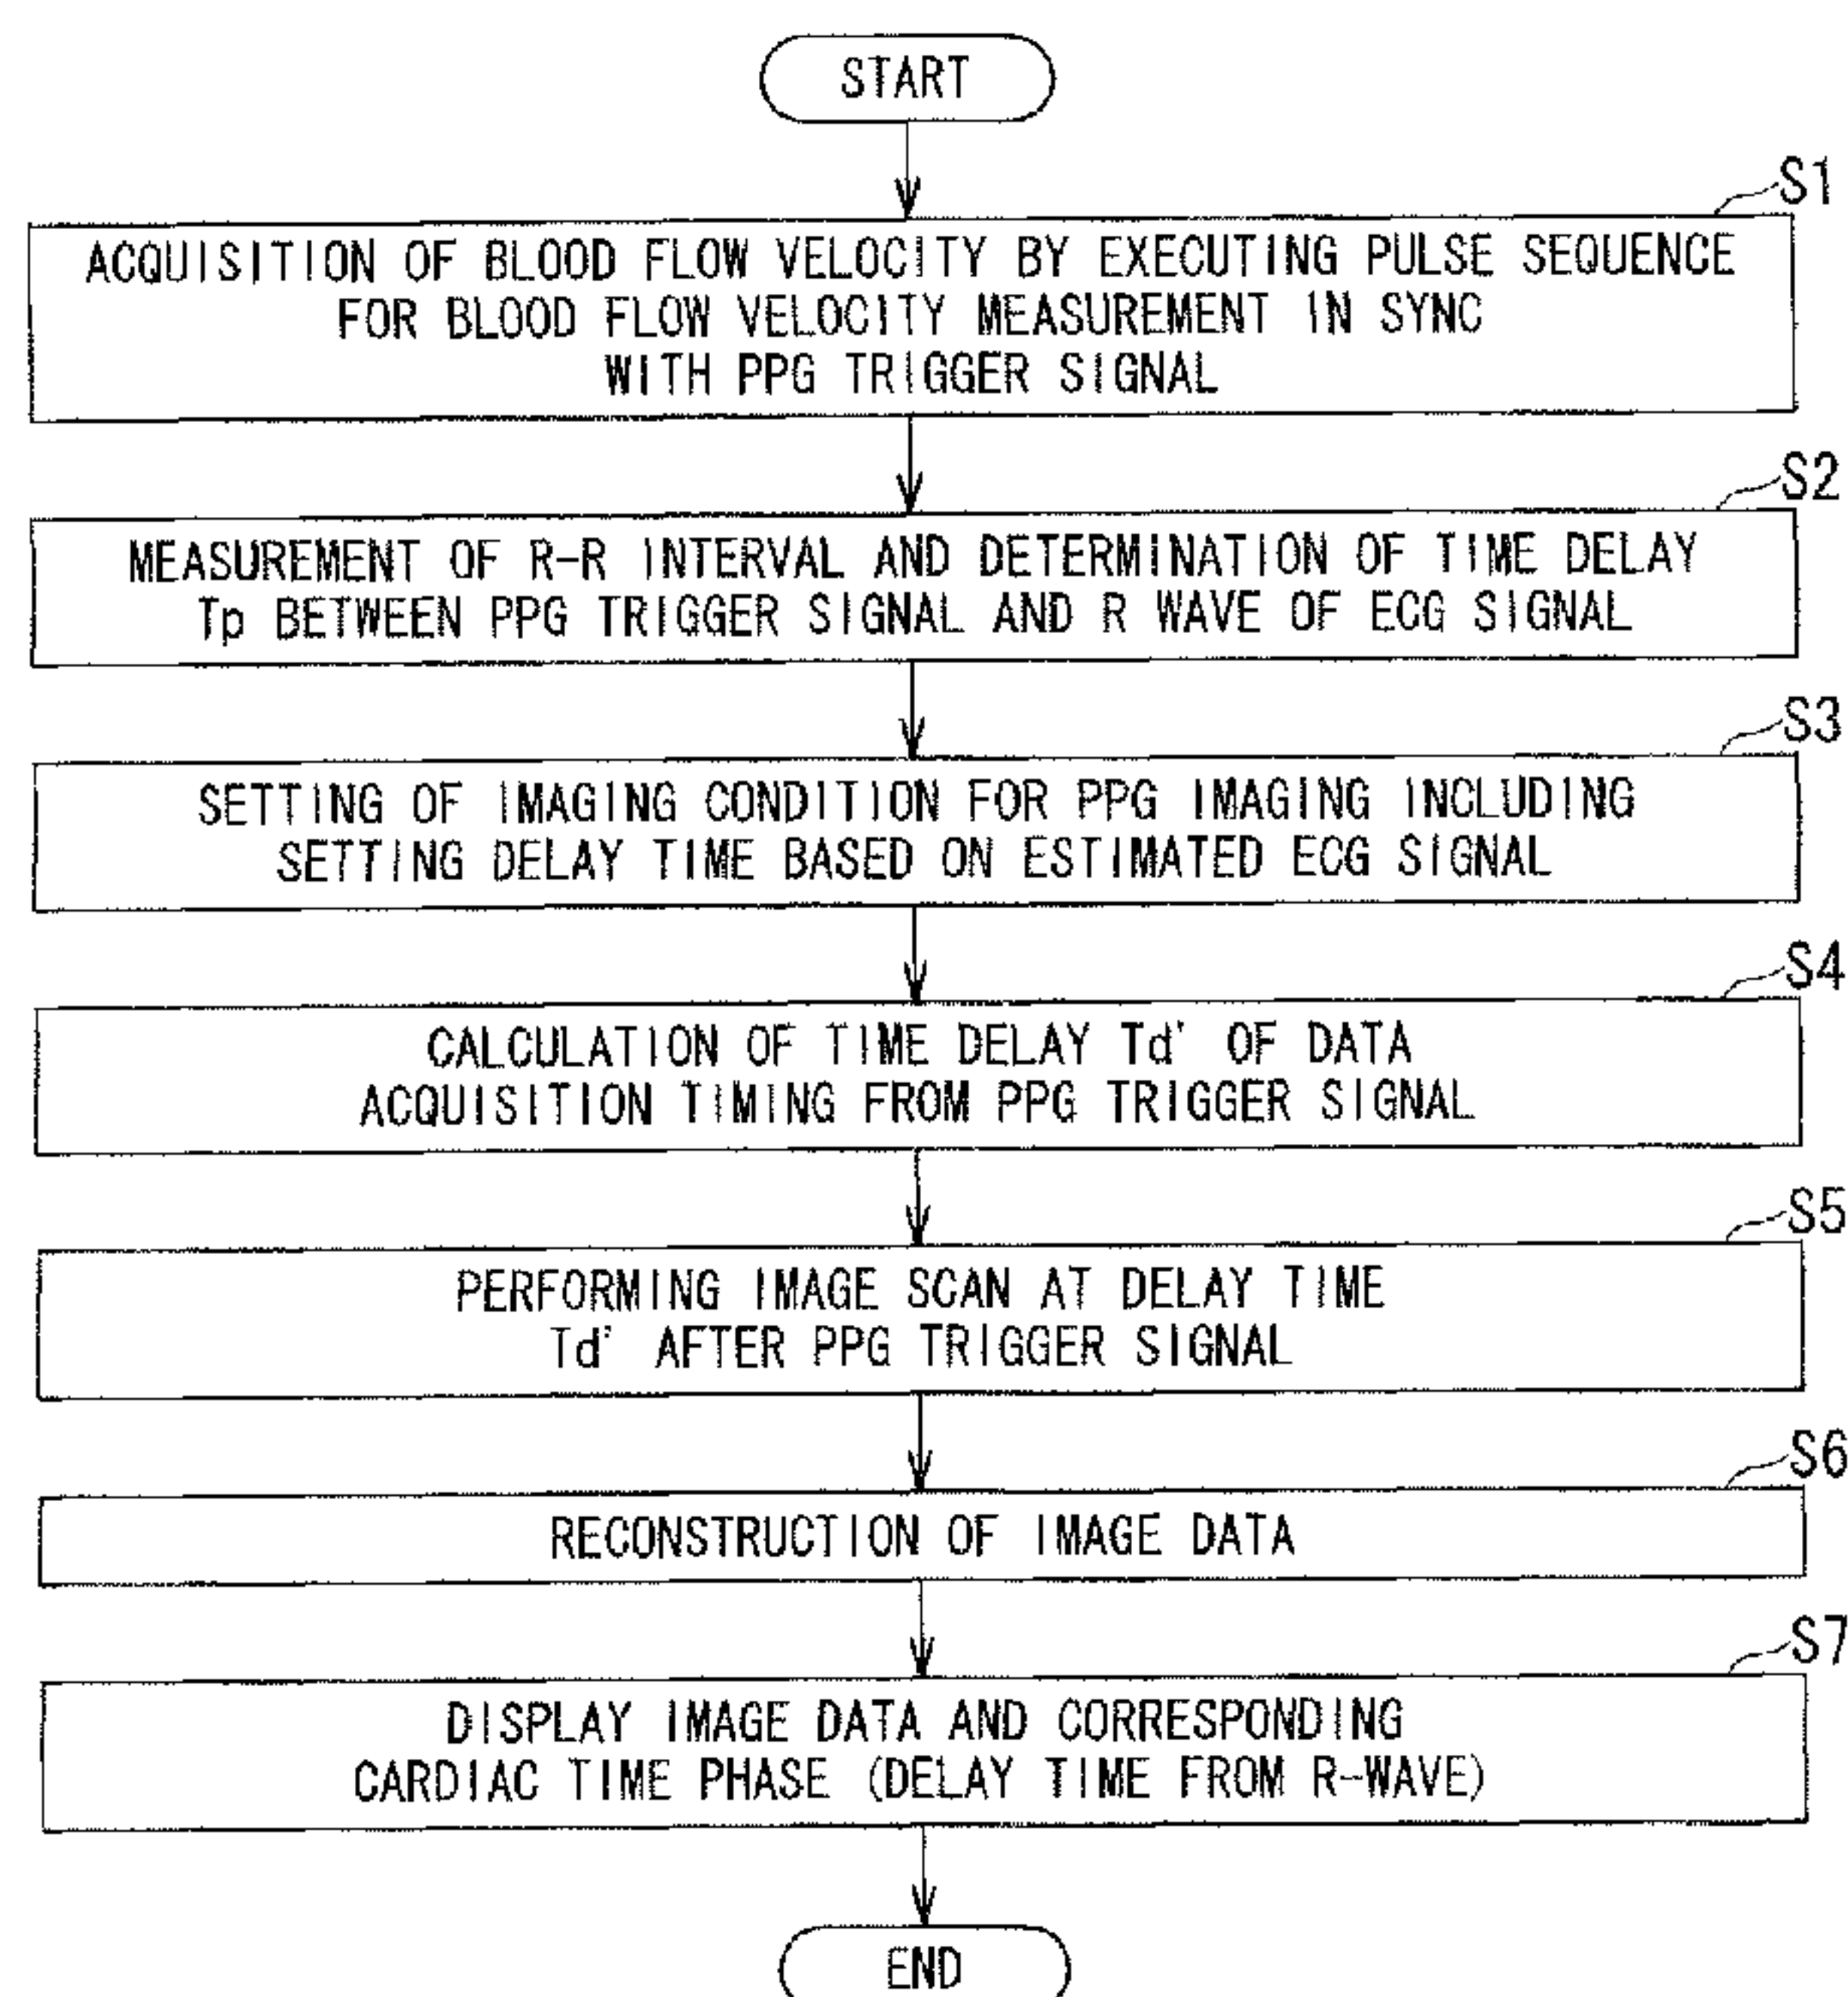 START
S1
ACQUISITION OF BLOOD FLOW VELOCITY BY EXECUTING PULSE SEQUENCE
FOR BLOOD FLOW VELOCITY MEASUREMENT IN SYNC
WITH PPG TRIGGER SIGNAL
S2
MEASUREMENT OF R-R INTERVAL AND DETERMINATION OF TIME DELAY
Tp BETWEEN PPG TRIGGER SIGNAL AND R WAVE OF ECG SIGNAL
S3
SETTING OF IMAGING CONDITION FOR PPG IMAGING INCLUDING
SETTING DELAY TIME BASED ON ESTIMATED ECG SIGNAL
S4
CALCULATION OF TIME DELAY Td' OF DATA
ACQUISITION TIMING FROM PPG TRIGGER SIGNAL
S5
PERFORMING IMAGE SCAN AT DELAY TIME
Td' AFTER PPG TRIGGER SIGNAL
S6
RECONSTRUCTION OF IMAGE DATA
S7
DISPLAY IMAGE DATA AND CORRESPONDING
CARDIAC TIME PHASE (DELAY TIME FROM R-WAVE)
END